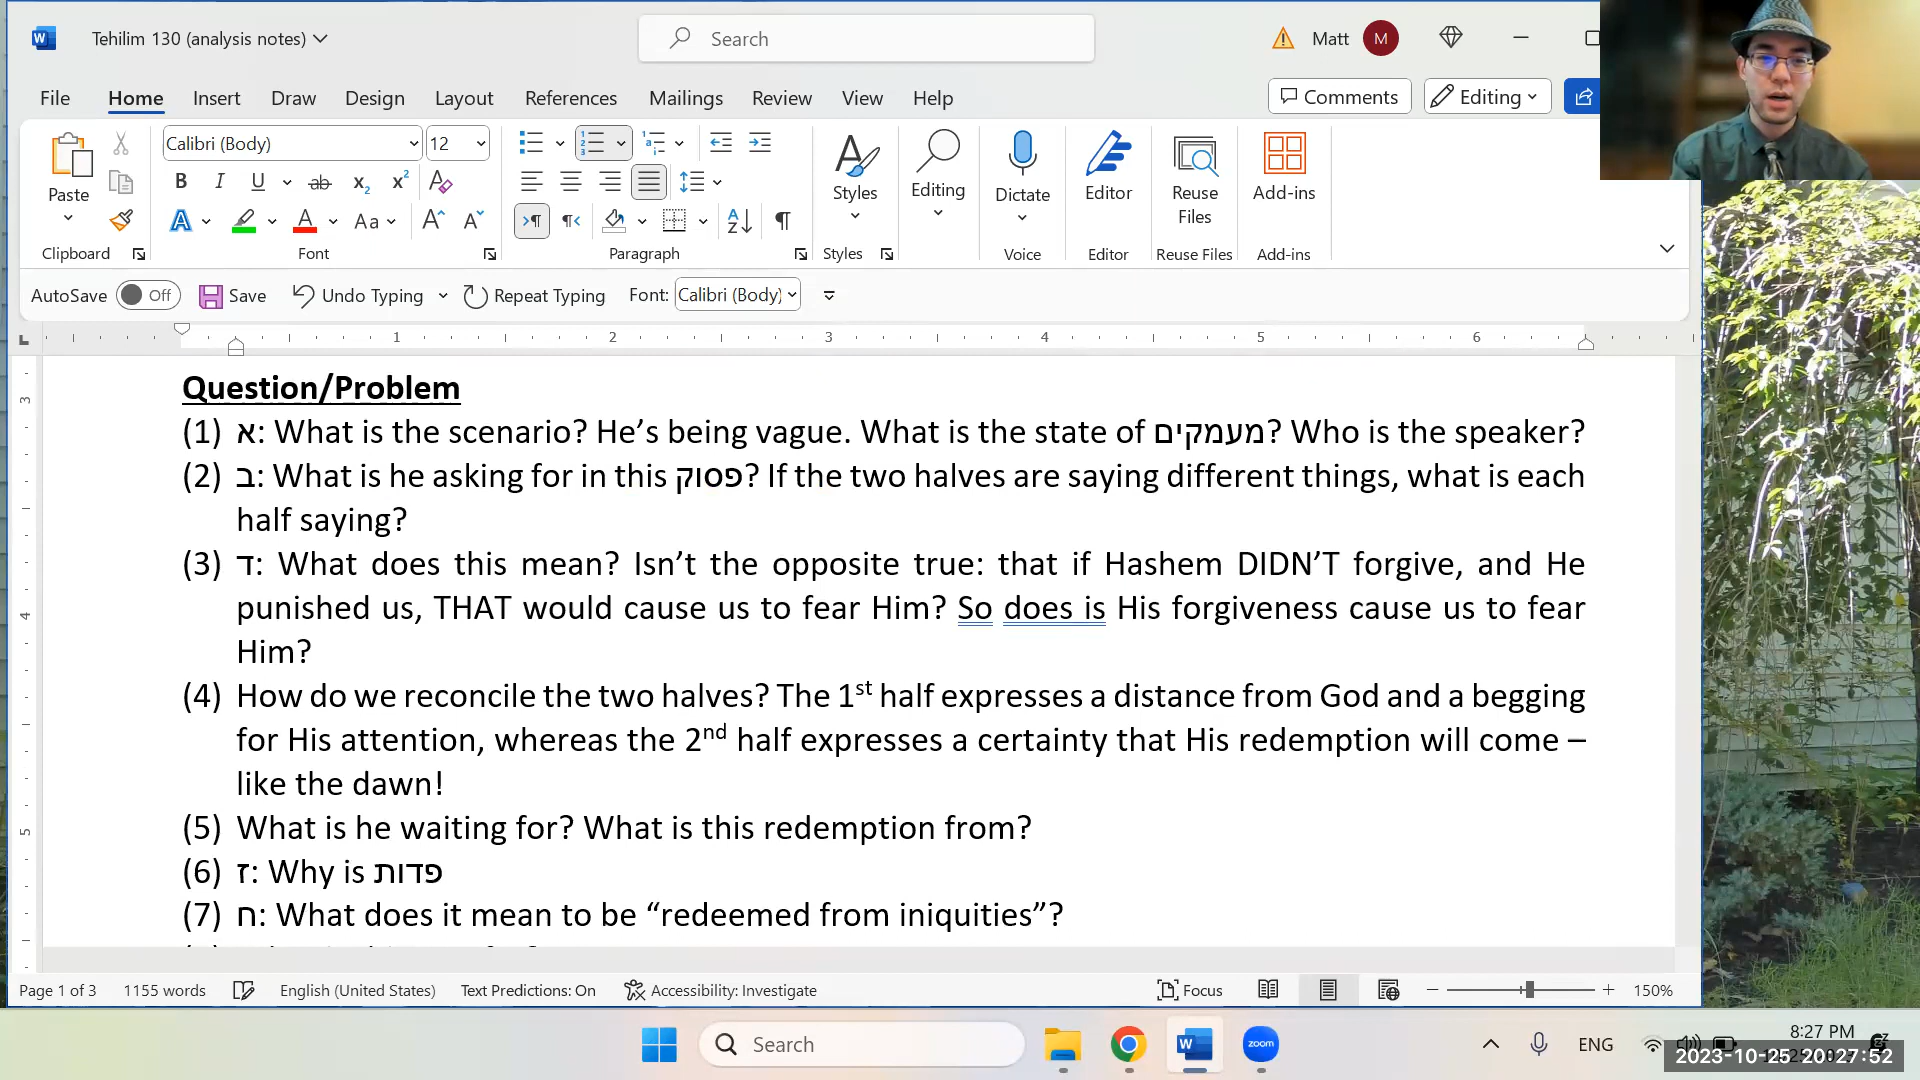 Tehilim 130 (analysis notes)
Search
Matt
M
File Home Insert Draw Design Layout References Mailings Review View Help
Comments
Editing
Paste
Calibri (Body)
12
Styles
Editing
Dictate
Editor
Reuse Files
Add-ins
Clipboard
Font
Paragraph
Styles
Voice
Editor
Reuse Files
Add-ins
AutoSave Off Save Undo Typing Repeat Typing Font: Calibri (Body)
1 2 3 4 5 6
Question/Problem
(1) א: What is the scenario? He’s being vague. What is the state of מעמקים? Who is the speaker?
(2) ב: What is he asking for in this פסוק? If the two halves are saying different things, what is each
half saying?
(3) ד: What does this mean? Isn’t the opposite true: that if Hashem DIDN’T forgive, and He
punished us, THAT would cause us to fear Him? So does is His forgiveness cause us to fear
Him?
(4) How do we reconcile the two halves? The 1st half expresses a distance from God and a begging
for His attention, whereas the 2nd half expresses a certainty that His redemption will come –
like the dawn!
(5) What is he waiting for? What is this redemption from?
(6) ז: Why is פדות
(7) ח: What does it mean to be “redeemed from iniquities”?
Page 1 of 3 1155 words English (United States) Text Predictions: On Accessibility: Investigate Focus 150%
Search
zoom
ENG
8:27 PM
2023-10-25 20:27:52